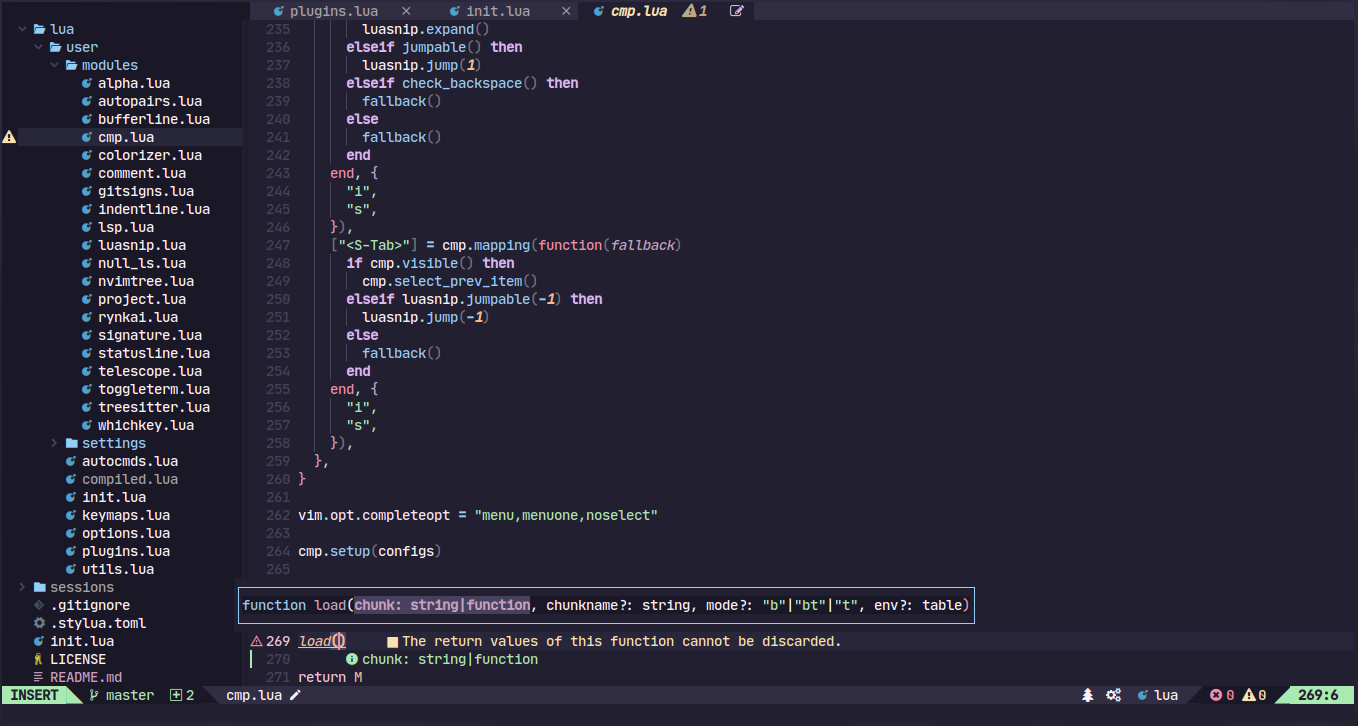 plugins.lua × init.lua × cmp.lua 1
lua
user
modules
alpha.lua
autopairs.lua
bufferline.lua
cmp.lua
colorizer.lua
comment.lua
gitsigns.lua
indentline.lua
lsp.lua
luasnip.lua
null_ls.lua
nvimtree.lua
project.lua
rynkai.lua
signature.lua
statusline.lua
telescope.lua
toggleterm.lua
treesitter.lua
whichkey.lua
settings
autocmds.lua
compiled.lua
init.lua
keymaps.lua
options.lua
plugins.lua
utils.lua
sessions
.gitignore
.stylua.toml
init.lua
LICENSE
README.md
235 luasnip.expand()
236 elseif jumpable() then
237 luasnip.jump(1)
238 elseif check_backspace() then
239 fallback()
240 else
241 fallback()
242 end
243 end, {
244 "i",
245 "s",
246 }),
247 ["<S-Tab>"] = cmp.mapping(function(fallback)
248 if cmp.visible() then
249 cmp.select_prev_item()
250 elseif luasnip.jumpable(-1) then
251 luasnip.jump(-1)
252 else
253 fallback()
254 end
255 end, {
256 "i",
257 "s",
258 }),
259 },
260 }
261
262 vim.opt.completeopt = "menu,menuone,noselect"
263
264 cmp.setup(configs)
265
function load(chunk: string|function, chunkname?: string, mode?: "b"|"bt"|"t", env?: table)
269 load() The return values of this function cannot be discarded.
270 chunk: string|function
271 return M
INSERT master 2 cmp.lua lua 0 0 269:6